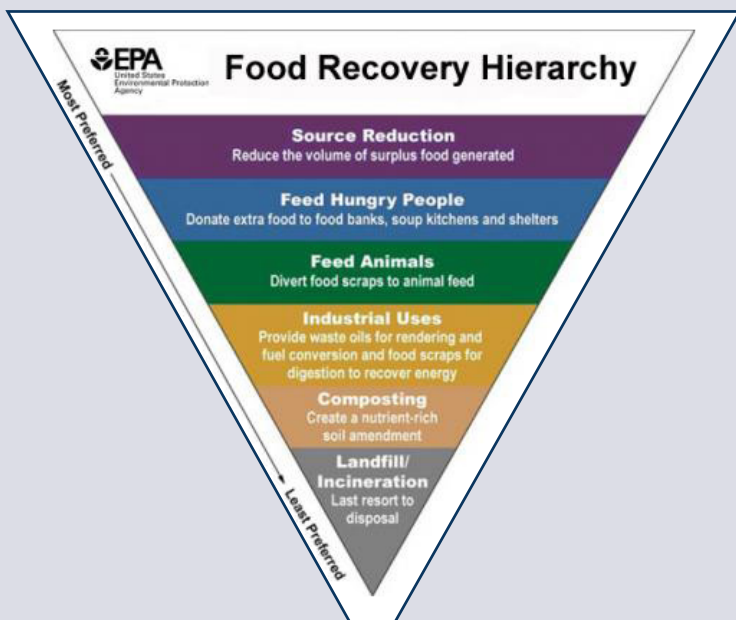 EPA
United States
Environmental Protection
Agency
Food Recovery Hierarchy
Most Preferred
Source Reduction
Reduce the volume of surplus food generated
Feed Hungry People
Donate extra food to food banks, soup kitchens and shelters
Feed Animals
Divert food scraps to animal feed
Industrial Uses
Provide waste oils for rendering and
fuel conversion and food scraps for
digestion to recover energy
Composting
Create a nutrient-rich
soil amendment
Landfill/
Incineration
Last resort to
disposal
Least Preferred